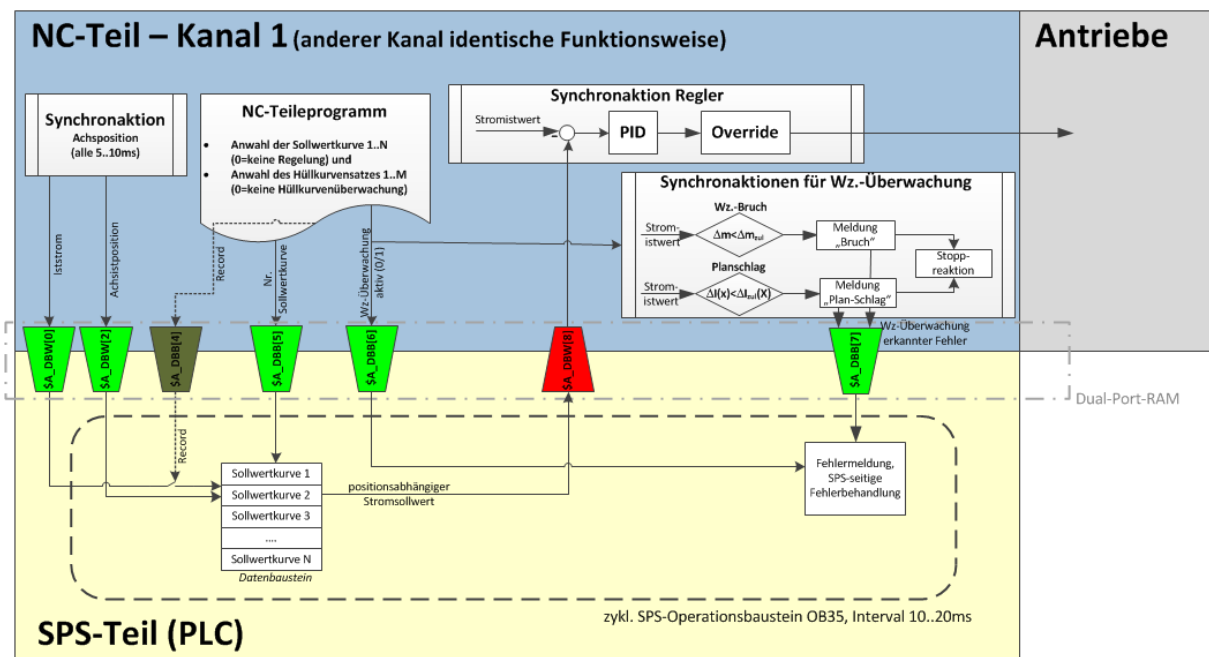 NC-Teil – Kanal 1 (anderer Kanal identische Funktionsweise)
Antriebe
Synchronaktion
Achsposition
(alle 5..10ms)
NC-Teileprogramm
• Anwahl der Sollwertkurve 1..N
(0=keine Regelung) und
• Anwahl des Hüllkurvensatzes 1..M
(0=keine Hüllkurvenüberwachung)
Synchronaktion Regler
Stromistwert
-
PID
Override
Synchronaktionen für Wz.-Überwachung
Wz.-Bruch
Strom-
istwert
Δm<Δmzul
Meldung
„Bruch"
Stopp-
reaktion
Planschlag
Strom-
istwert
ΔI(x)<ΔIzul(X)
Meldung
„Plan-Schlag"
Iststrom
Achsistposition
Record
Nr.
Sollwertkurve
Wz-Überwachung
aktiv (0/1)
Wz-Überwachung
erkannter Fehler
$A_DBW[0]
$A_DBW[2]
$A_DBB[4]
$A_DBB[5]
$A_DBB[6]
$A_DBW[8]
$A_DBB[7]
Dual-Port-RAM
Record
Sollwertkurve 1
Sollwertkurve 2
Sollwertkurve 3
....
Sollwertkurve N
Datenbaustein
positionsabhängiger
Stromsollwert
Fehlermeldung,
SPS-seitige
Fehlerbehandlung
zykl. SPS-Operationsbaustein OB35, Interval 10..20ms
SPS-Teil (PLC)